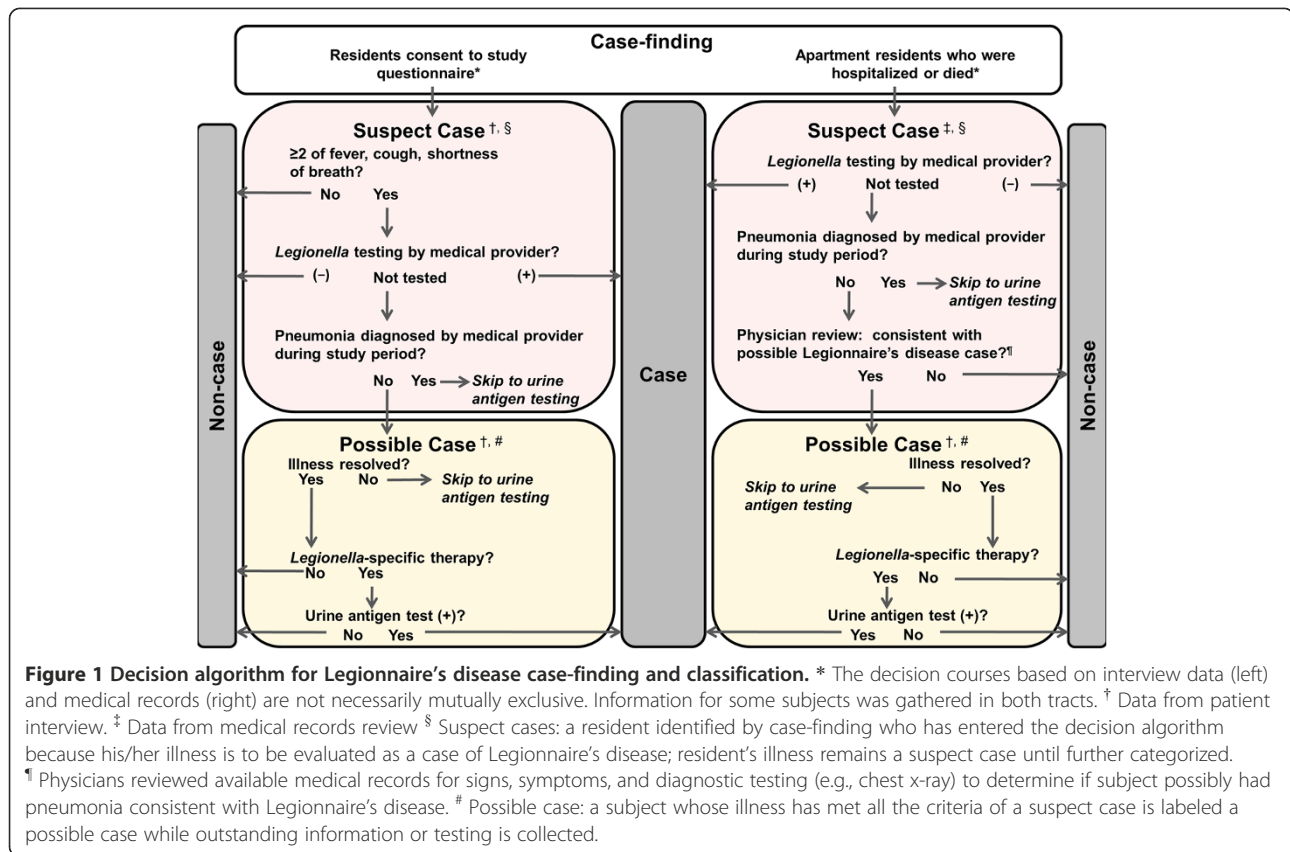 Case-finding
Residents consent to study
questionnaire*
Apartment residents who were
hospitalized or died*
Non-case
Suspect Case †, §
≥2 of fever, cough, shortness
of breath?
No Yes
Legionella testing by medical provider?
(–) Not tested (+)
Pneumonia diagnosed by medical provider
during study period?
No Yes Skip to urine
antigen testing
Possible Case †, #
Illness resolved?
Yes No Skip to urine
antigen testing
Legionella-specific therapy?
No Yes
Urine antigen test (+)?
No Yes
Case
Suspect Case ‡, §
Legionella testing by medical provider?
(+) Not tested (–)
Pneumonia diagnosed by medical provider
during study period?
No Yes Skip to urine
antigen testing
Physician review: consistent with
possible Legionnaire's disease case?¶
Yes No
Possible Case †, #
Illness resolved?
Skip to urine No Yes
antigen testing
Legionella-specific therapy?
Yes No
Urine antigen test (+)?
Yes No
Non-case
Figure 1 Decision algorithm for Legionnaire's disease case-finding and classification. * The decision courses based on interview data (left)
and medical records (right) are not necessarily mutually exclusive. Information for some subjects was gathered in both tracts. † Data from patient
interview. ‡ Data from medical records review § Suspect cases: a resident identified by case-finding who has entered the decision algorithm
because his/her illness is to be evaluated as a case of Legionnaire's disease; resident's illness remains a suspect case until further categorized.
¶ Physicians reviewed available medical records for signs, symptoms, and diagnostic testing (e.g., chest x-ray) to determine if subject possibly had
pneumonia consistent with Legionnaire's disease. # Possible case: a subject whose illness has met all the criteria of a suspect case is labeled a
possible case while outstanding information or testing is collected.